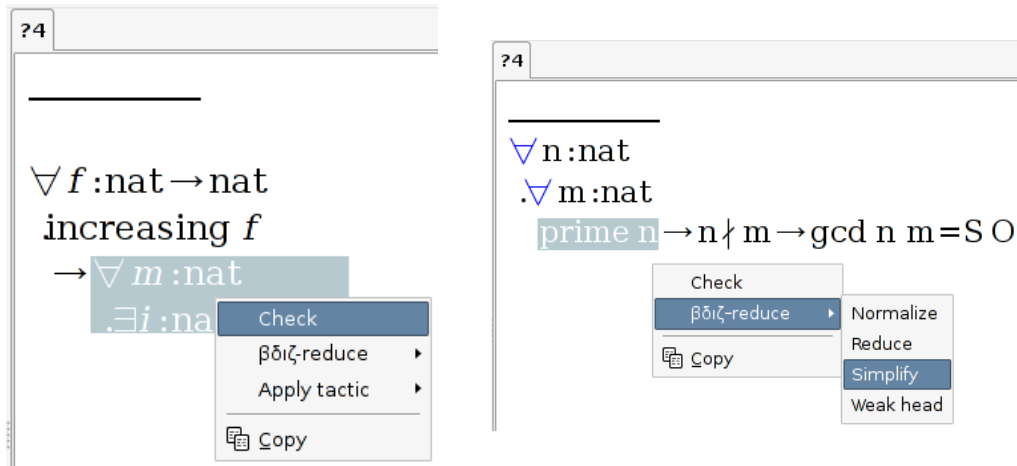 ?4
∀ f :nat→nat
.increasing f
→∀ m :nat
.∃i :na
Check
βδιζ-reduce
Apply tactic
Copy
?4
∀ n :nat
.∀ m :nat
prime n→n∤m→gcd n m=S O
Check
βδιζ-reduce
Copy
Normalize
Reduce
Simplify
Weak head